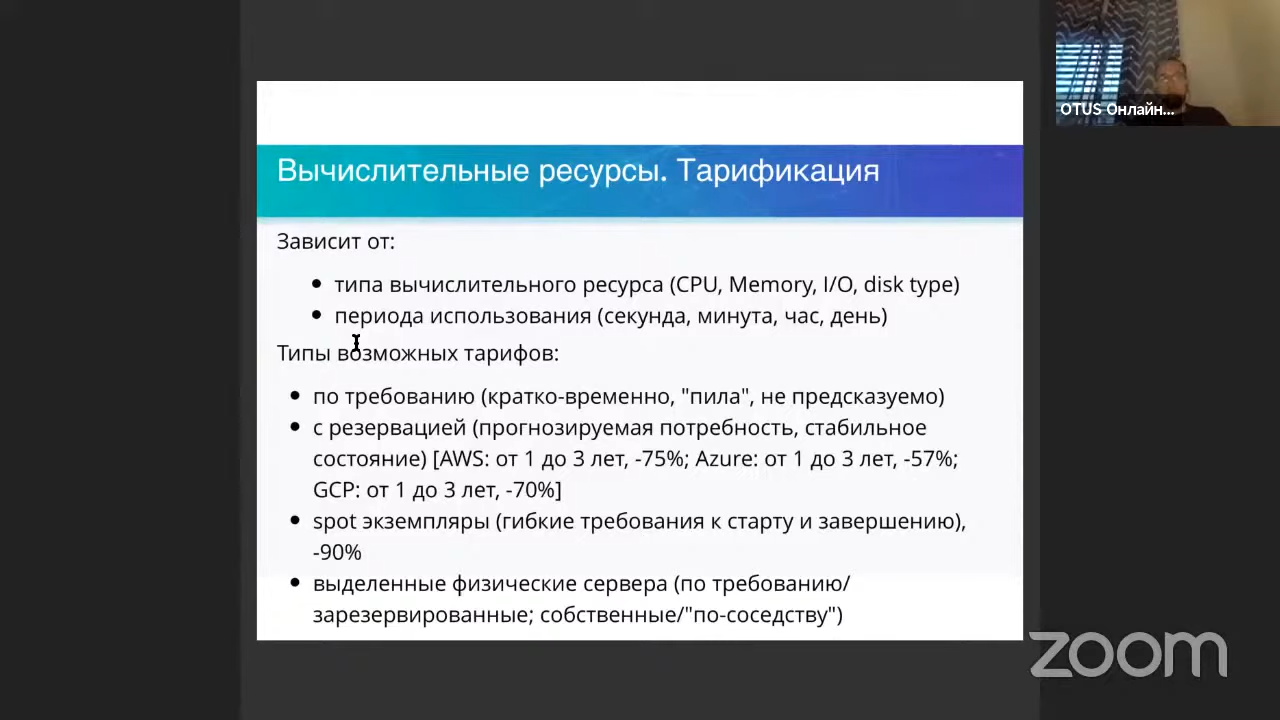 OTUS Онлайн...
Вычислительные ресурсы. Тарификация
Зависит от:
• типа вычислительного ресурса (CPU, Memory, I/O, disk type)
• периода использования (секунда, минута, час, день)
Типы возможных тарифов:
• по требованию (кратко-временно, "пила", не предсказуемо)
• с резервацией (прогнозируемая потребность, стабильное
состояние) [AWS: от 1 до 3 лет, -75%; Azure: от 1 до 3 лет, -57%;
GCP: от 1 до 3 лет, -70%]
• spot экземпляры (гибкие требования к старту и завершению),
-90%
• выделенные физические сервера (по требованию/
зарезервированные; собственные/"по-соседству")
zoom